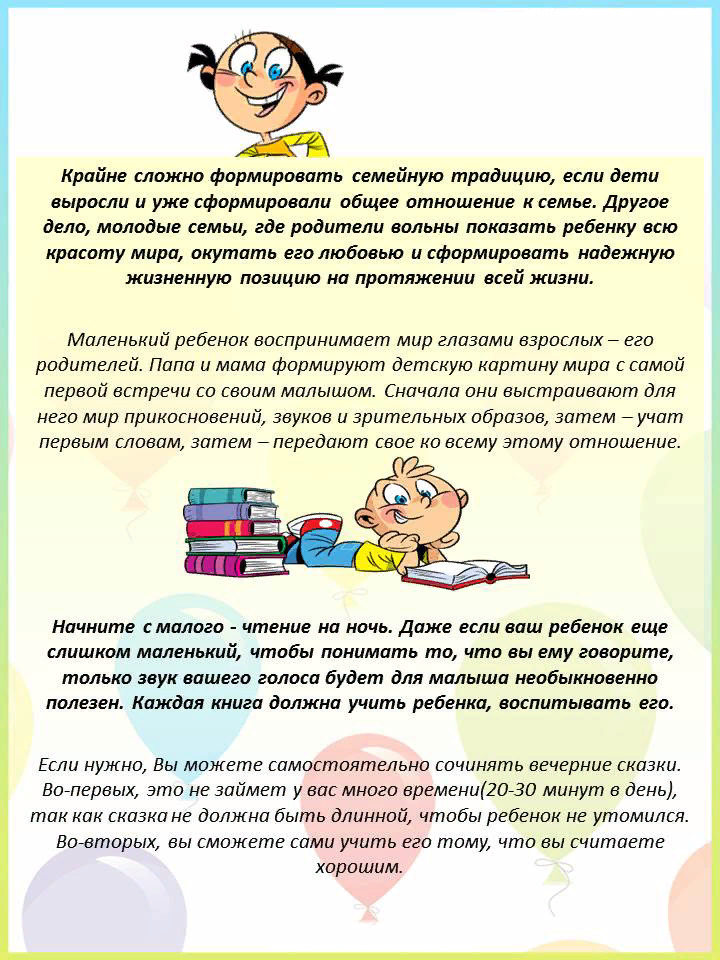 Крайне сложно формировать семейную традицию, если дети
выросли и уже сформировали общее отношение к семье. Другое
дело, молодые семьи, где родители вольны показать ребенку всю
красоту мира, окутать его любовью и сформировать надежную
жизненную позицию на протяжении всей жизни.
Маленький ребенок воспринимает мир глазами взрослых – его
родителей. Папа и мама формируют детскую картину мира с самой
первой встречи со своим малышом. Сначала они выстраивают для
него мир прикосновений, звуков и зрительных образов, затем – учат
первым словам, затем – передают свое ко всему этому отношение.
Начните с малого - чтение на ночь. Даже если ваш ребенок еще
слишком маленький, чтобы понимать то, что вы ему говорите,
только звук вашего голоса будет для малыша необыкновенно
полезен. Каждая книга должна учить ребенка, воспитывать его.
Если нужно, Вы можете самостоятельно сочинять вечерние сказки.
Во-первых, это не займет у вас много времени(20-30 минут в день),
так как сказка не должна быть длинной, чтобы ребенок не утомился.
Во-вторых, вы сможете сами учить его тому, что вы считаете
хорошим.